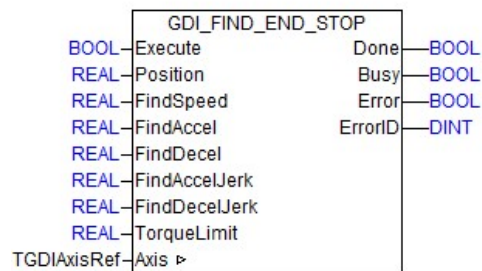 GDI_FIND_END_STOP
BOOL Execute Done BOOL
REAL Position Busy BOOL
REAL FindSpeed Error BOOL
REAL FindAccel ErrorID DINT
REAL FindDecel
REAL FindAccelJerk
REAL FindDecelJerk
REAL TorqueLimit
TGDIAxisRef Axis